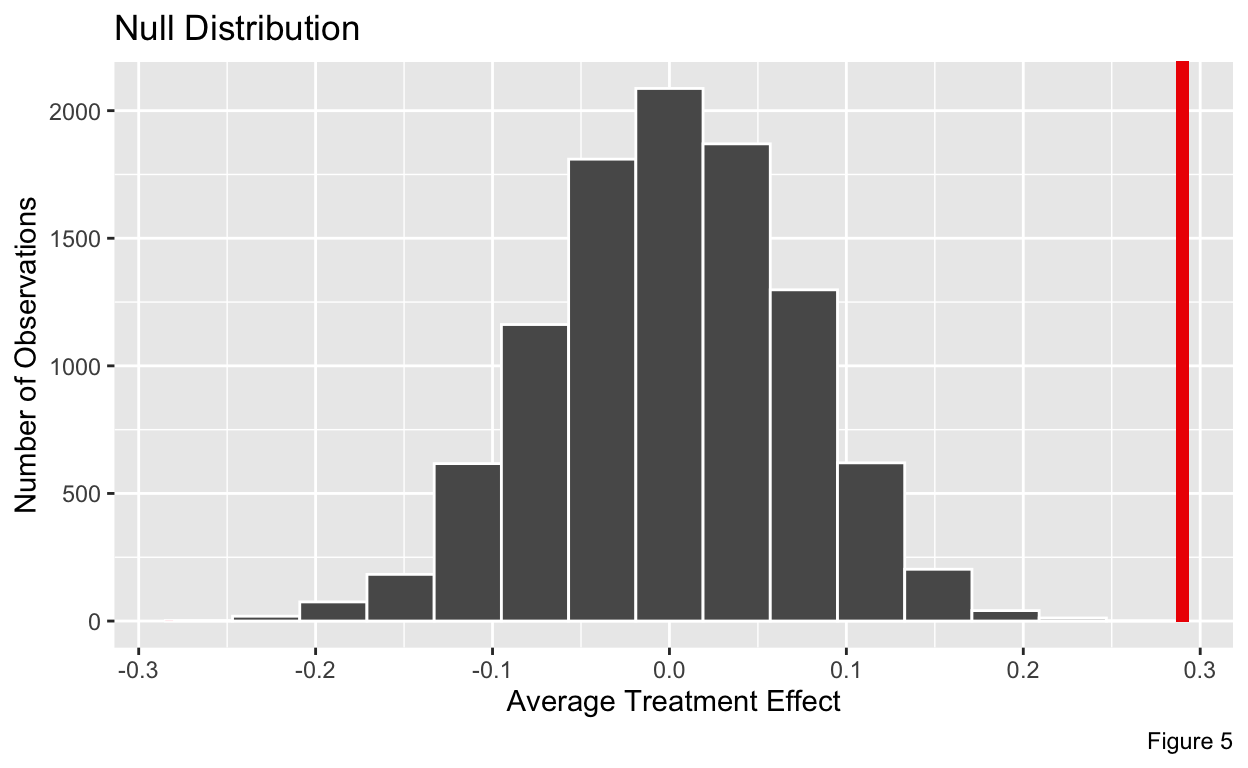 Null Distribution
Number of Observations
2000
1500
1000
500
0
-0.3 -0.2 -0.1 0.0 0.1 0.2 0.3
Average Treatment Effect
Figure 5